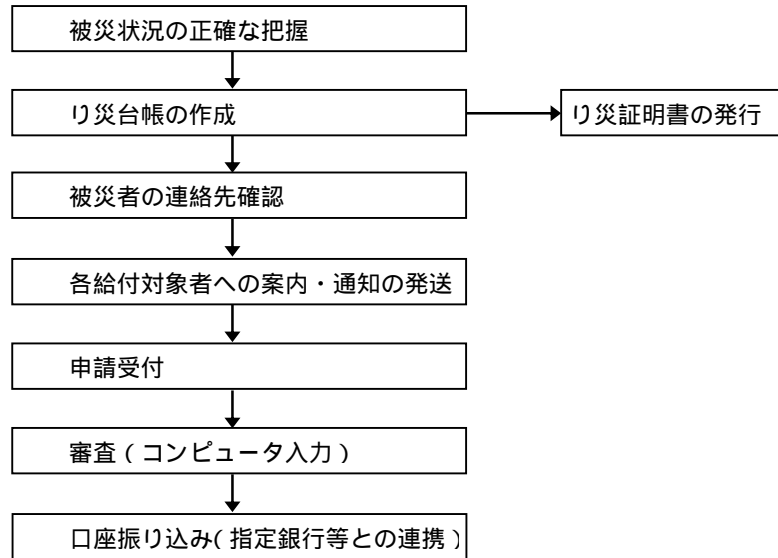 被災状況の正確な把握
り災台帳の作成
り災証明書の発行
被災者の連絡先確認
各給付対象者への案内・通知の発送
申請受付
審査(コンピュータ入力)
口座振り込み(指定銀行等との連携)